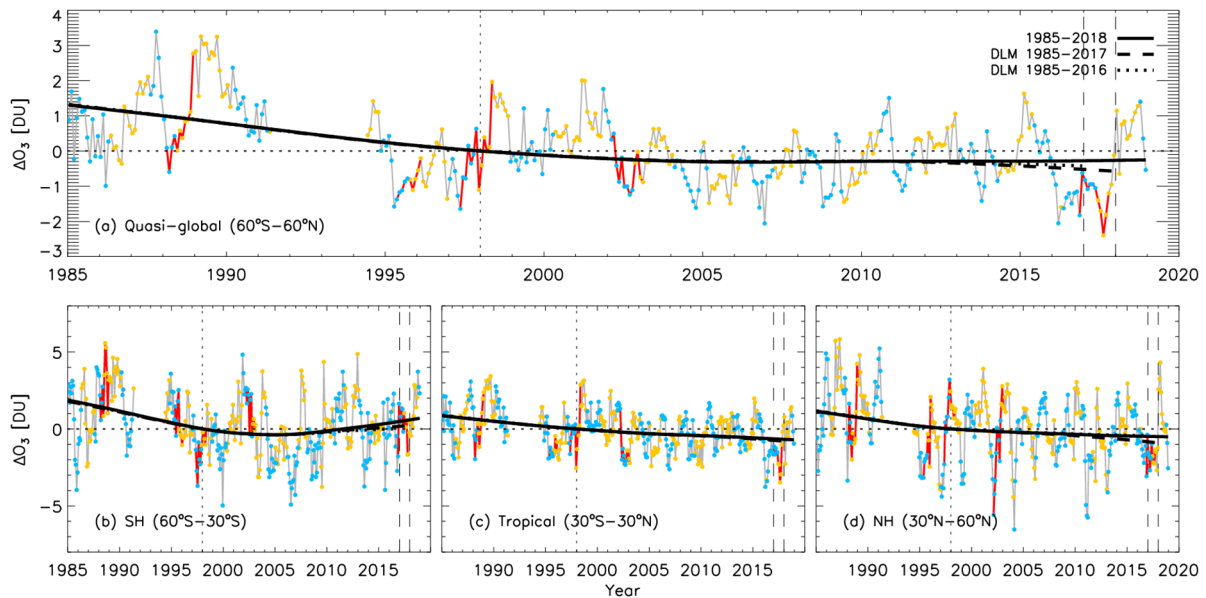 4
3
2
1
0
−1
−2
−3
ΔO3 [DU]
1985−2018
DLM 1985−2017
DLM 1985−2016
(a) Quasi−global (60°S−60°N)
1985 1990 1995 2000 2005 2010 2015 2020
5
0
−5
ΔO3 [DU]
(b) SH (60°S−30°S)
(c) Tropical (30°S−30°N)
(d) NH (30°N−60°N)
1985 1990 1995 2000 2005 2010 2015
1990 1995 2000 2005 2010 2015
1990 1995 2000 2005 2010 2015 2020
Year